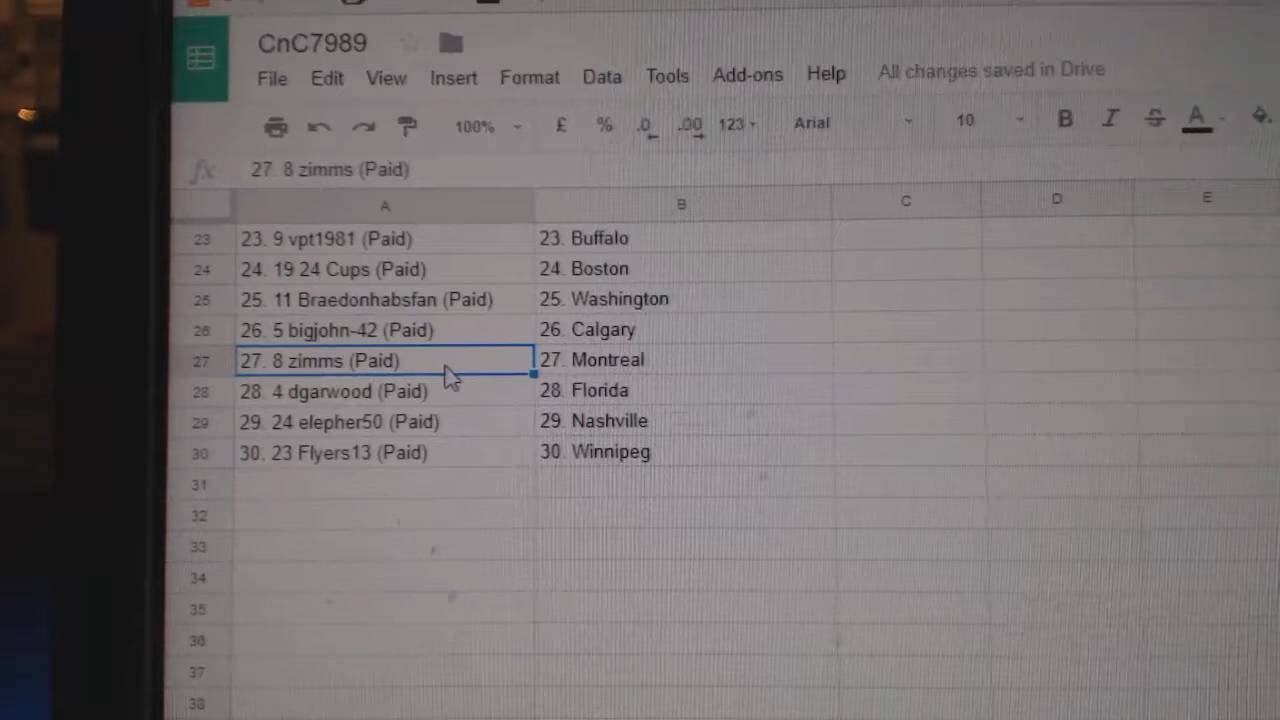 CnC7989
File Edit View Insert Format Data Tools Add-ons Help All changes saved in Drive
100% £ % .0 .00 123 Arial 10 B I S A
fx 27. 8 zimms (Paid)
A B C D E
23 23. 9 vpt1981 (Paid) 23. Buffalo
24 24. 19 24 Cups (Paid) 24. Boston
25 25. 11 Braedonhabsfan (Paid) 25. Washington
26 26. 5 bigjohn-42 (Paid) 26. Calgary
27 27. 8 zimms (Paid) 27. Montreal
28 28. 4 dgarwood (Paid) 28. Florida
29 29. 24 elepher50 (Paid) 29. Nashville
30 30. 23 Flyers13 (Paid) 30. Winnipeg
31
32
33
34
35
36
37
38